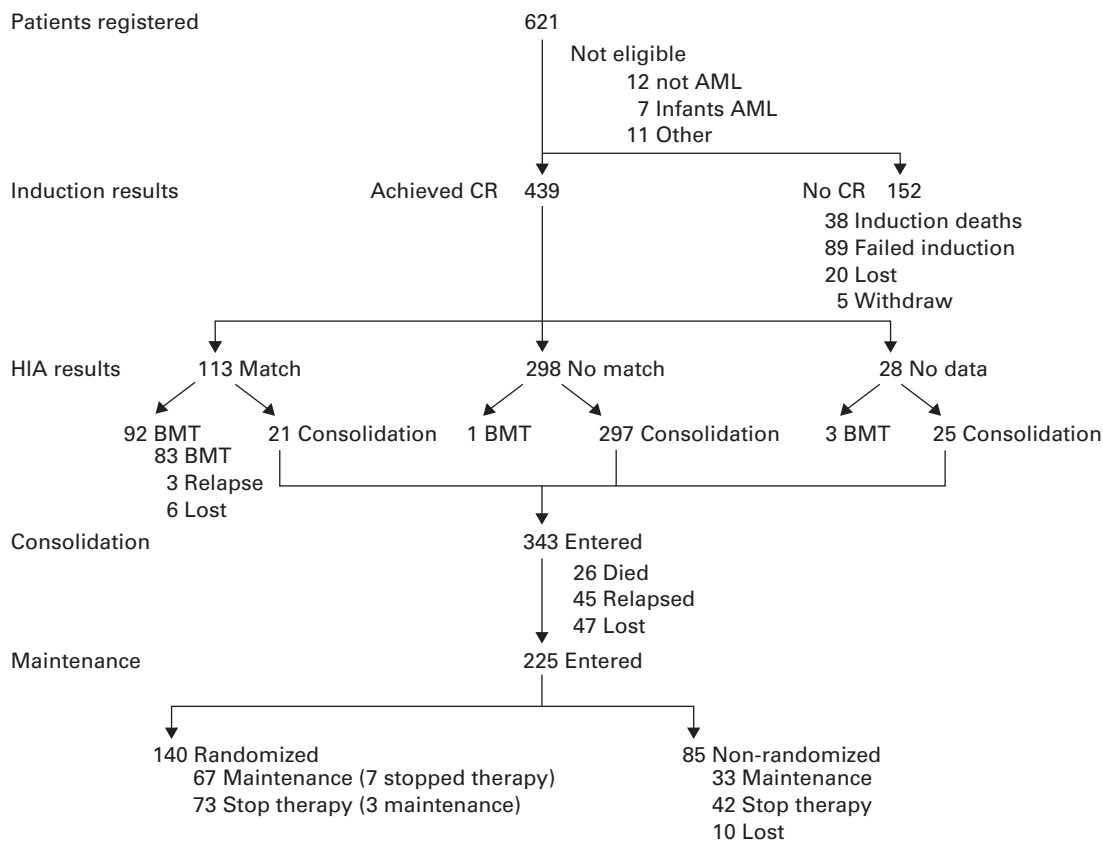 Patients registered 621
Not eligible
12 not AML
7 Infants AML
11 Other
Induction results Achieved CR 439 No CR 152
38 Induction deaths
89 Failed induction
20 Lost
5 Withdraw
HIA results 113 Match 298 No match 28 No data
92 BMT 21 Consolidation 1 BMT 297 Consolidation 3 BMT 25 Consolidation
83 BMT
3 Relapse
6 Lost
Consolidation 343 Entered
26 Died
45 Relapsed
47 Lost
Maintenance 225 Entered
140 Randomized 85 Non-randomized
67 Maintenance (7 stopped therapy) 33 Maintenance
73 Stop therapy (3 maintenance) 42 Stop therapy
10 Lost